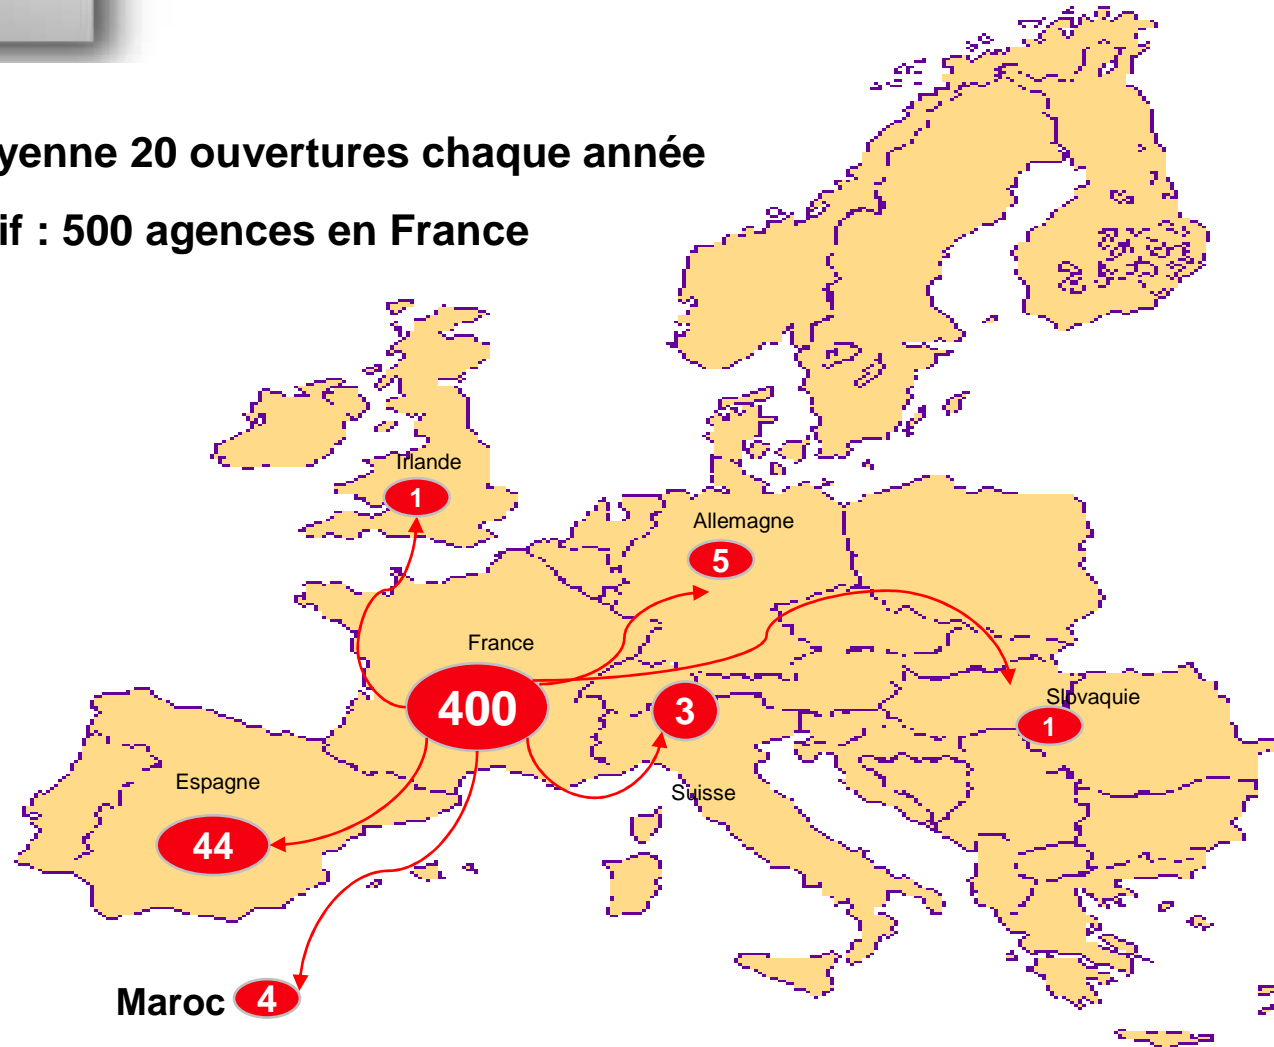 yenne 20 ouvertures chaque année
if : 500 agences en France
Irlande
1
Allemagne
5
France
400
3
Slovaquie
1
Espagne
44
Suisse
Maroc 4